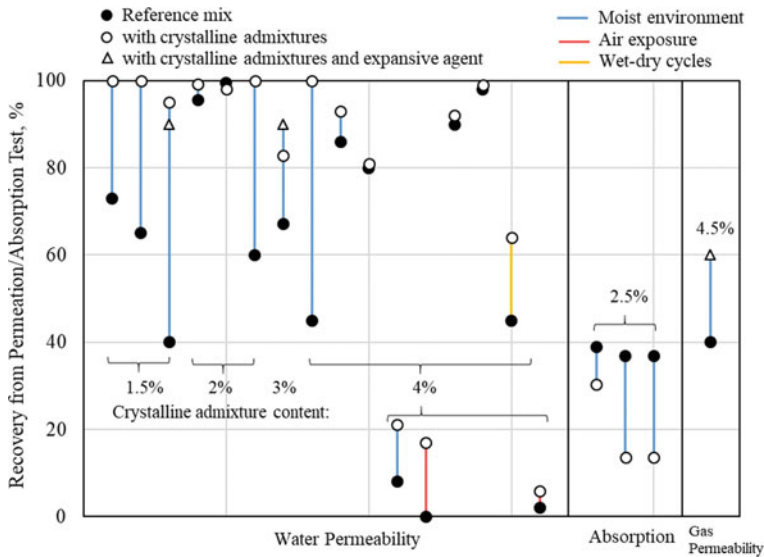 Reference mix
with crystalline admixtures
with crystalline admixtures and expansive agent
Moist environment
Air exposure
Wet-dry cycles
Recovery from Permeation/Absorption Test, %
100
80
60
40
20
0
4.5%
2.5%
1.5%
2%
3%
4%
Crystalline admixture content:
Water Permeability
Absorption
Gas
Permeability